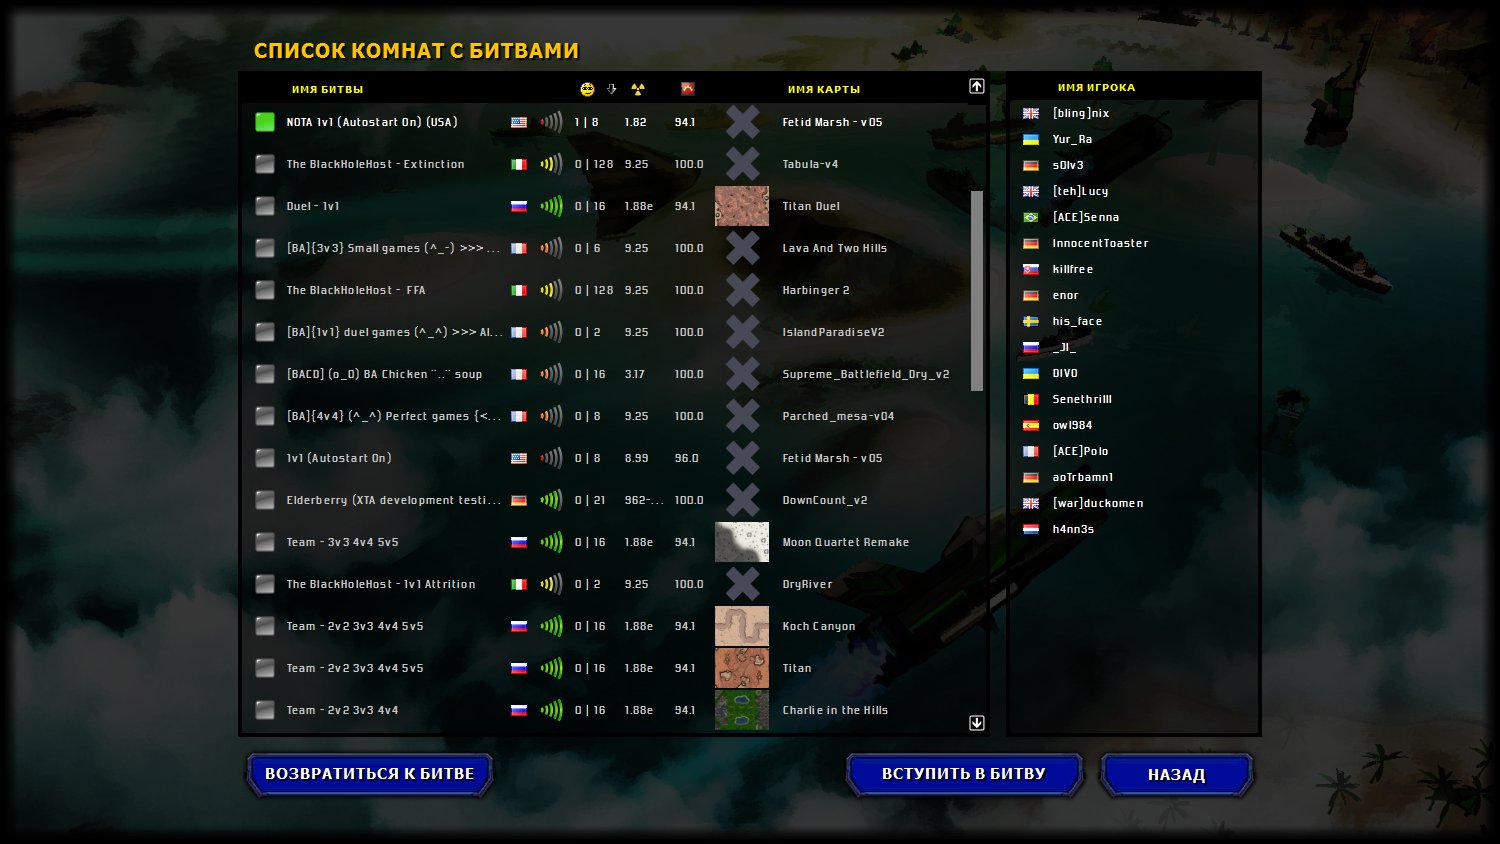 СПИСОК КОМНАТ С БИТВАМИ
ИМЯ БИТВЫ ИМЯ КАРТЫ
NOTA 1v1 (Autostart On) (USA) 1 | 8 1.82 94.1 Fetid Marsh - v05
The BlackHoleHost - Extinction 0 | 128 9.25 100.0 Tabula-v4
Duel - 1v1 0 | 16 1.88e 94.1 Titan Duel
[BA]{3v3} Small games (^_-) >>> ... 0 | 6 9.25 100.0 Lava And Two Hills
The BlackHoleHost - FFA 0 | 128 9.25 100.0 Harbinger 2
[BA]{1v1} duel games (^_^) >>> Al... 0 | 2 9.25 100.0 IslandParadiseV2
[BACD] (o_O) BA Chicken ¨..¨ soup 0 | 16 3.17 100.0 Supreme_Battlefield_Dry_v2
[BA]{4v4} (^_^) Perfect games {<... 0 | 8 9.25 100.0 Parched_mesa-v04
1v1 (Autostart On) 0 | 8 8.99 96.0 Fetid Marsh - v05
Elderberry (XTA development testi... 0 | 21 962-... 100.0 DownCount_v2
Team - 3v3 4v4 5v5 0 | 16 1.88e 94.1 Moon Quartet Remake
The BlackHoleHost - 1v1 Attrition 0 | 2 9.25 100.0 DryRiver
Team - 2v2 3v3 4v4 5v5 0 | 16 1.88e 94.1 Koch Canyon
Team - 2v2 3v3 4v4 5v5 0 | 16 1.88e 94.1 Titan
Team - 2v2 3v3 4v4 0 | 16 1.88e 94.1 Charlie in the Hills
ИМЯ ИГРОКА
[bling]nix
Yur_Ra
s0lv3
[teh]Lucy
[ACE]Senna
InnocentToaster
killfree
enor
his_face
_JI_
DIVO
Senethrilll
owl984
[ACE]Polo
aoTrbamn1
[war]duckomen
h4nn3s
ВОЗВРАТИТЬСЯ К БИТВЕ
ВСТУПИТЬ В БИТВУ
НАЗАД